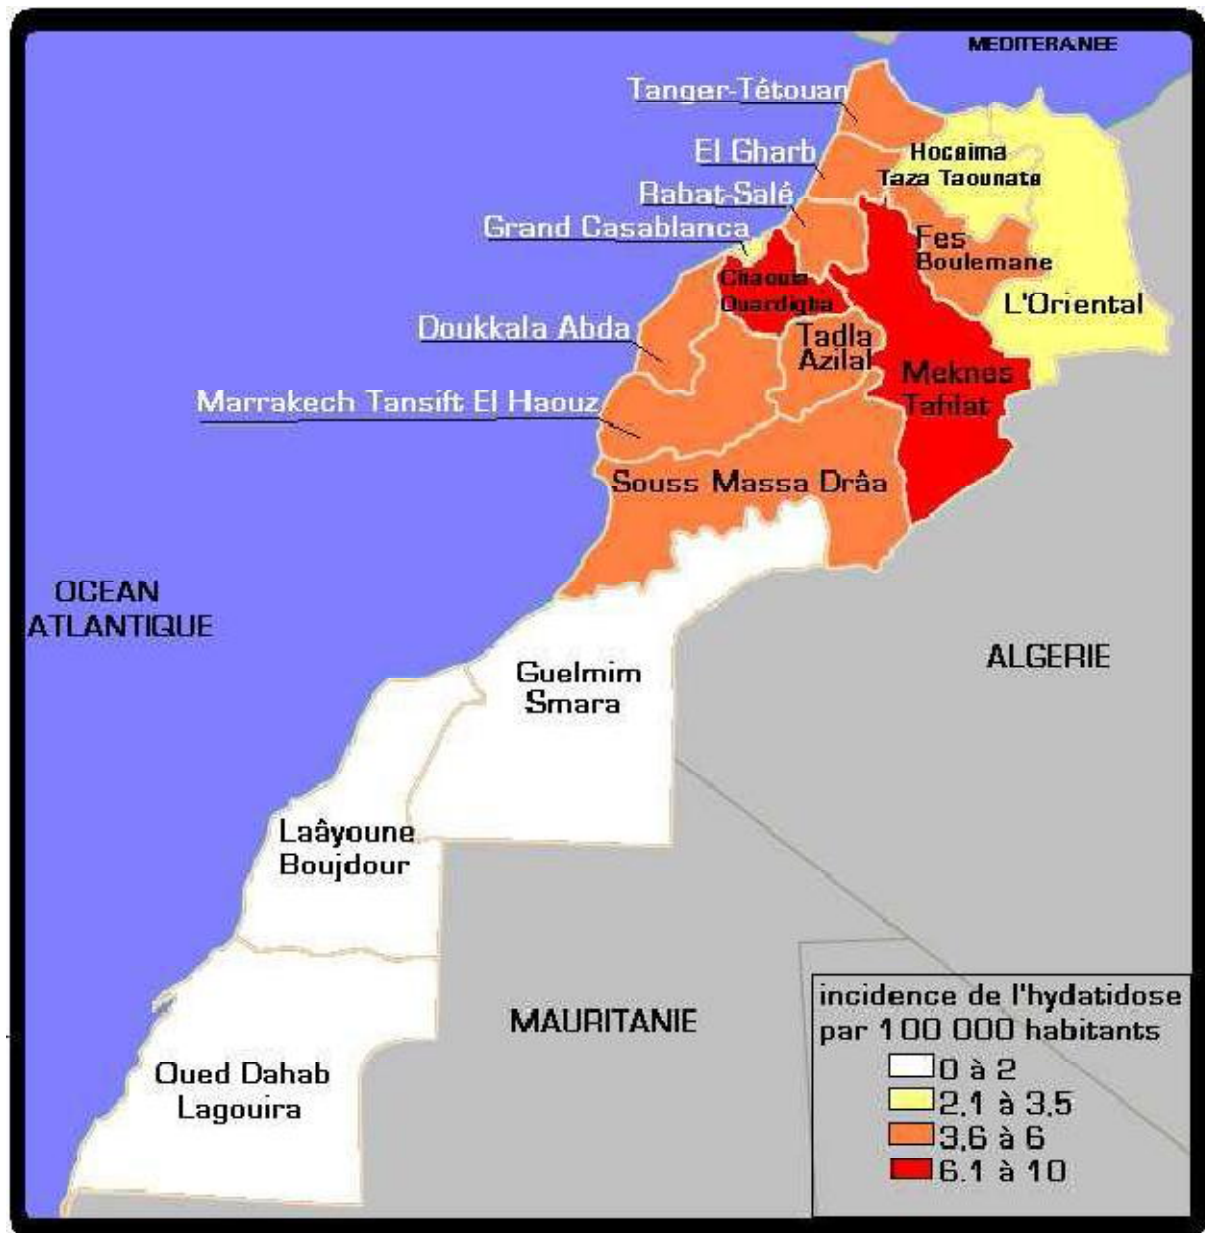 MEDITERANEE
Tanger-Tétouan
El Gharb
Hoceima
Taza Taounate
Rabat-Salé
Grand Casablanca
Fes
Boulemane
Chaouia
Ouardigha
L'Oriental
Doukkala Abda
Tadla
Azilal
Meknes
Tafilat
Marrakech Tansift El Haouz
Souss Massa Drâa
OCEAN
ATLANTIQUE
ALGERIE
Guelmim
Smara
Laâyoune
Boujdour
MAURITANIE
Oued Dahab
Lagouira
incidence de l'hydatidose
par 100 000 habitants
0 à 2
2.1 à 3,5
3,6 à 6
6.1 à 10